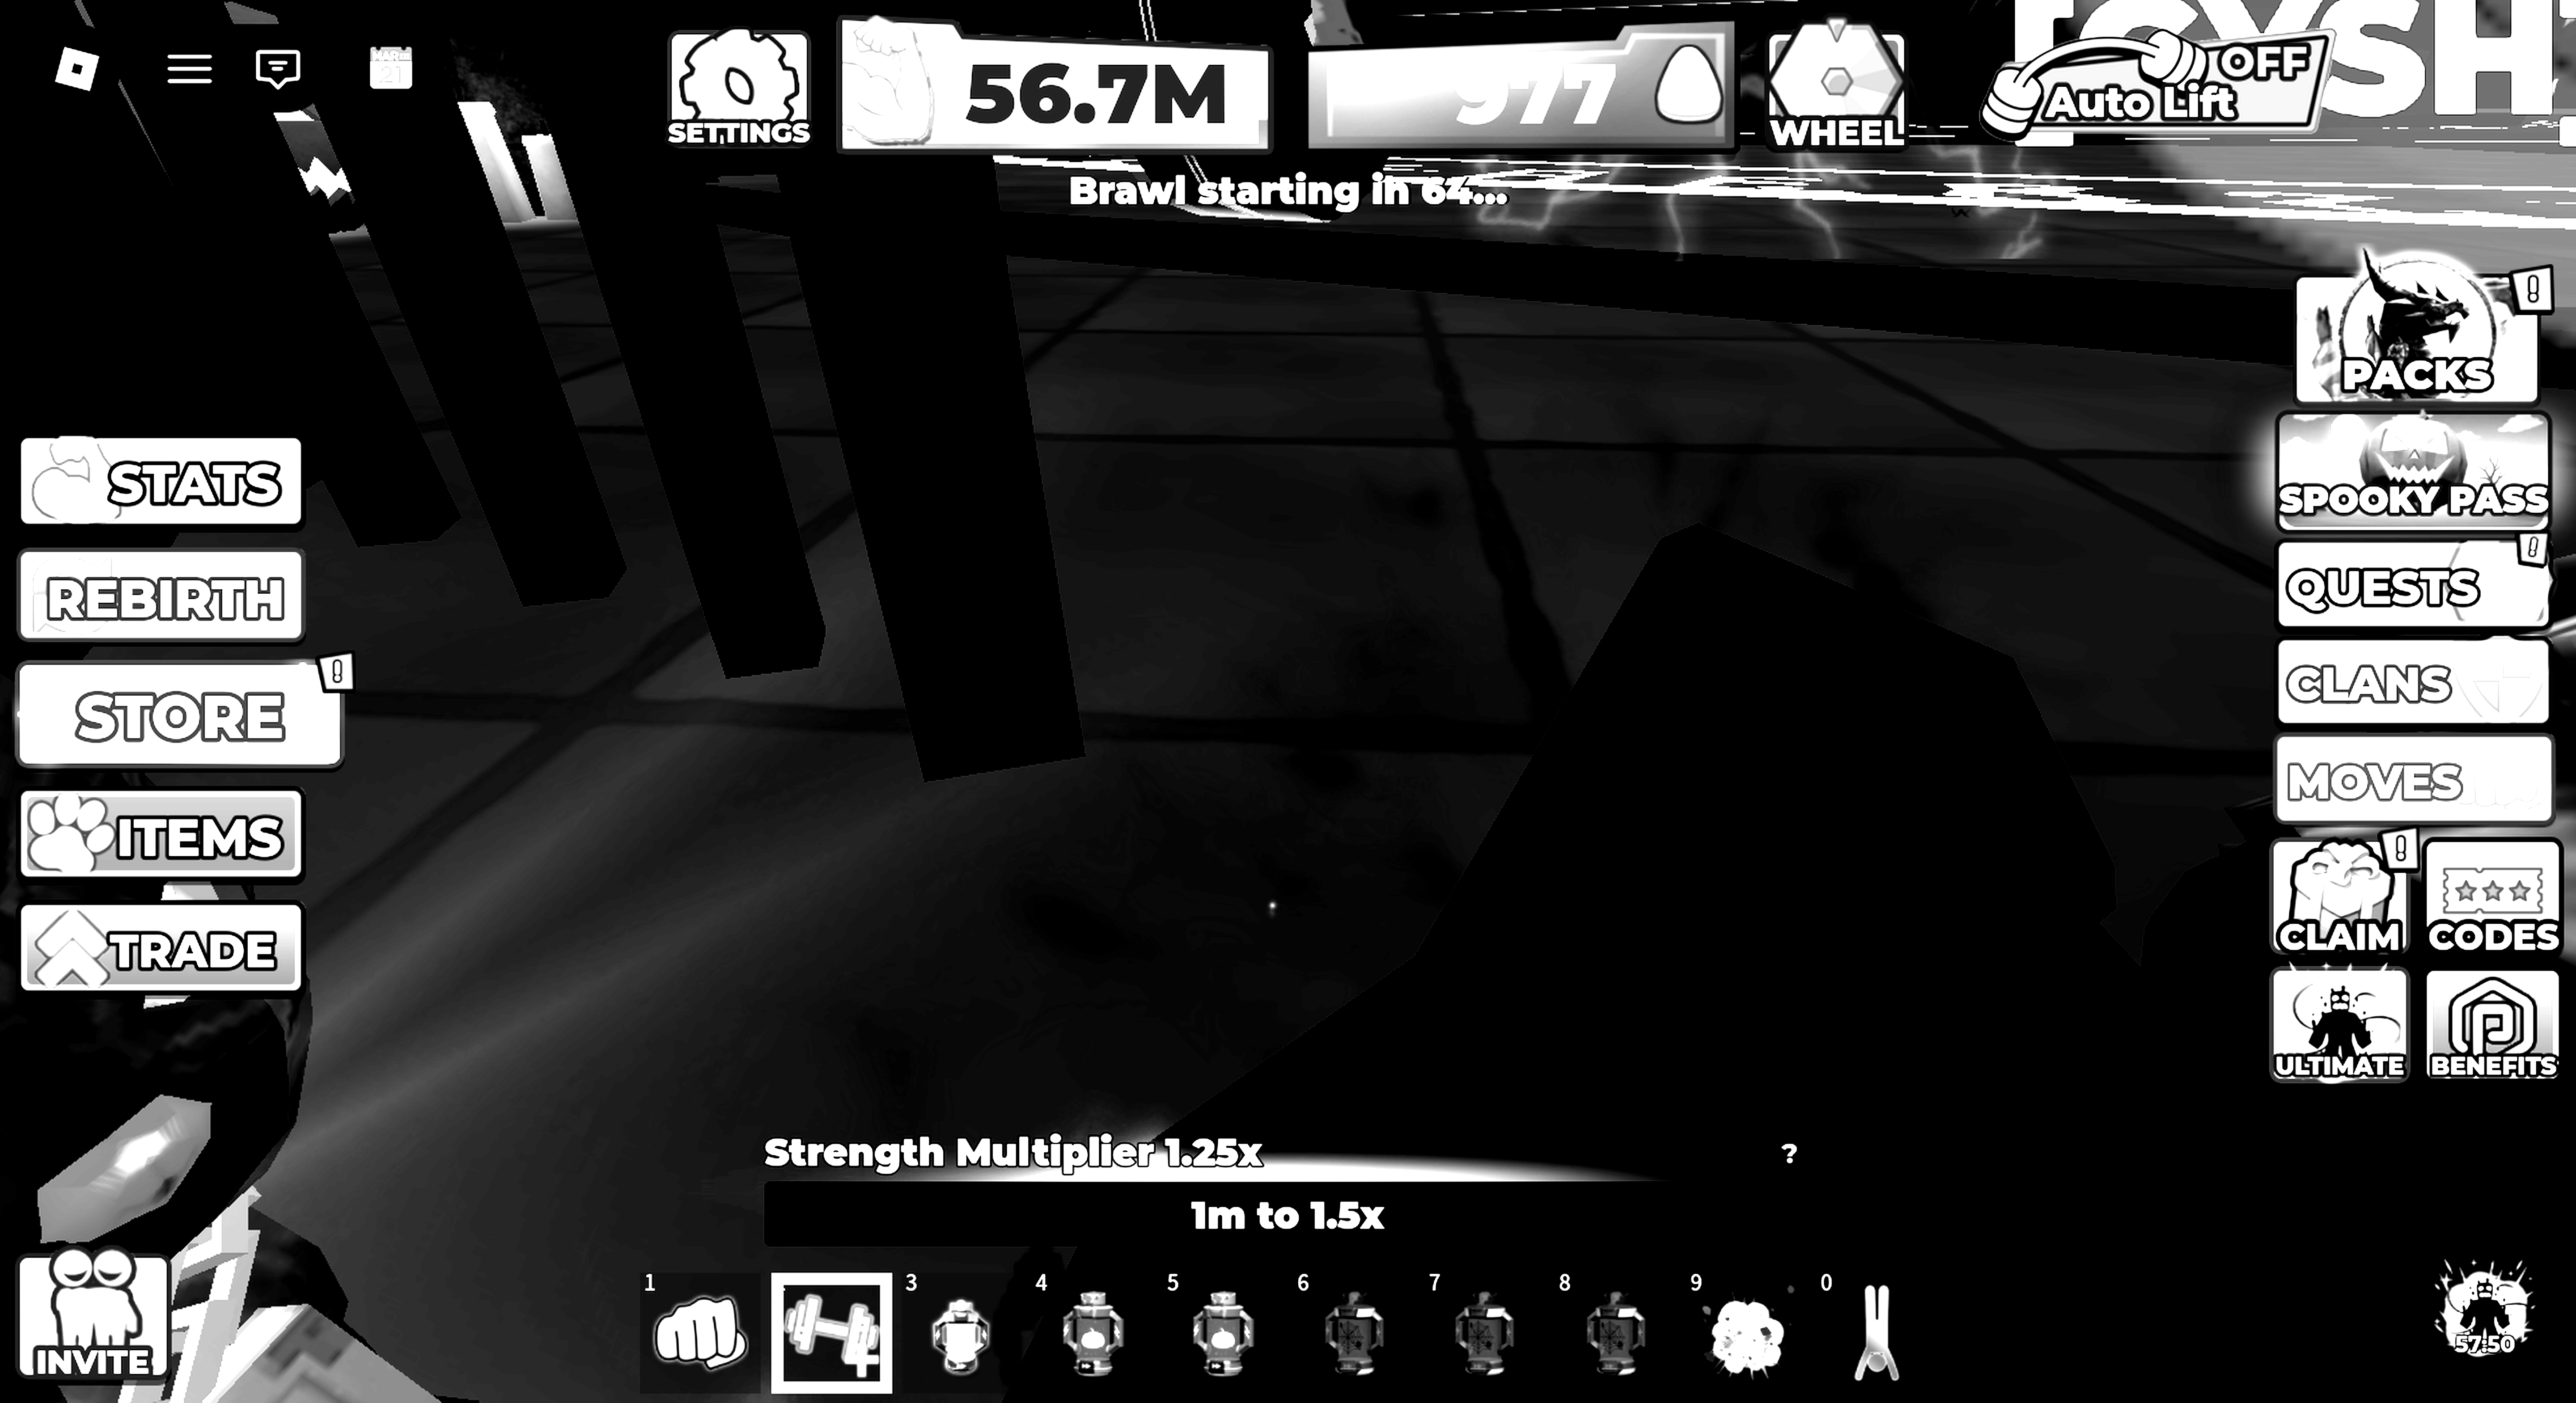 SETTINGS
56.7M
977
WHEEL
OFF
Auto Lift
Brawl starting in 64...
PACKS
SPOOKY PASS
QUESTS
CLANS
MOVES
CLAIM
CODES
ULTIMATE
BENEFITS
STATS
REBIRTH
STORE
ITEMS
TRADE
INVITE
Strength Multiplier 1.25x
?
1m to 1.5x
1
3
4
5
6
7
8
9
0
57:50
21